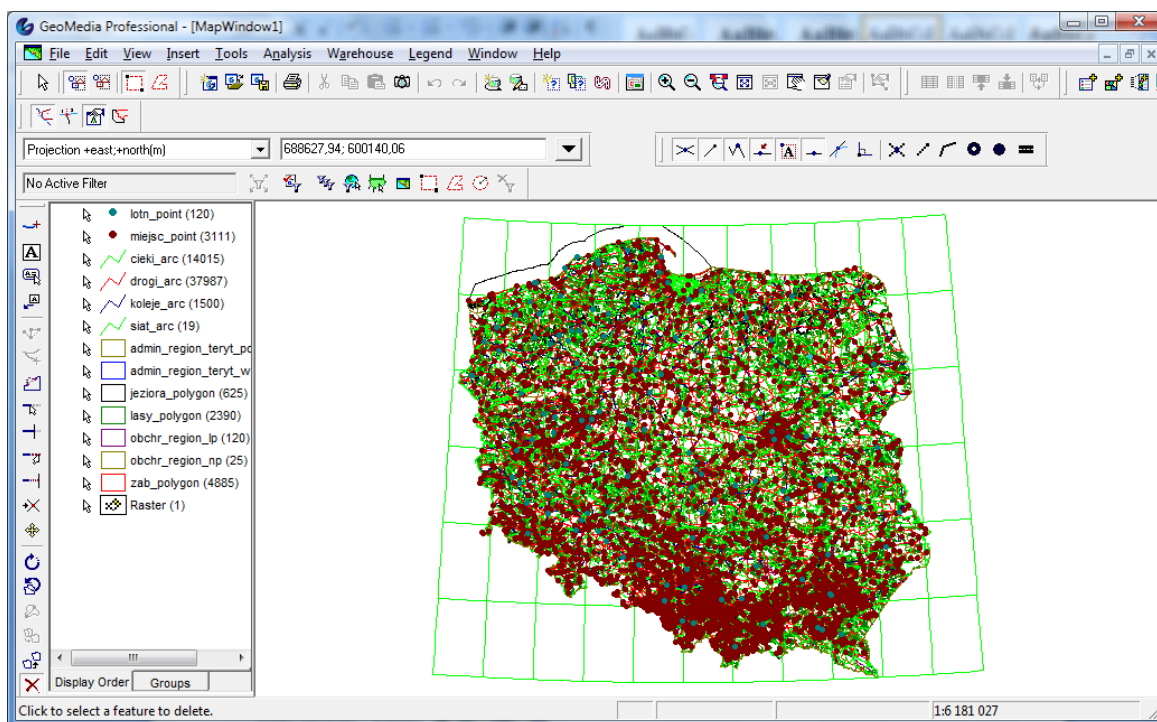 GeoMedia Professional - [MapWindow1]
File Edit View Insert Tools Analysis Warehouse Legend Window Help
Projection +east;+north(m) 688627,94; 600140,06
No Active Filter
lotn_point (120)
miejsc_point (3111)
cieki_arc (14015)
drogi_arc (37987)
koleje_arc (1500)
siat_arc (19)
admin_region_teryt_pc
admin_region_teryt_w
jeziora_polygon (625)
lasy_polygon (2390)
obchr_region_lp (120)
obchr_region_np (25)
zab_polygon (4885)
Raster (1)
Display Order Groups
Click to select a feature to delete. 1:6 181 027